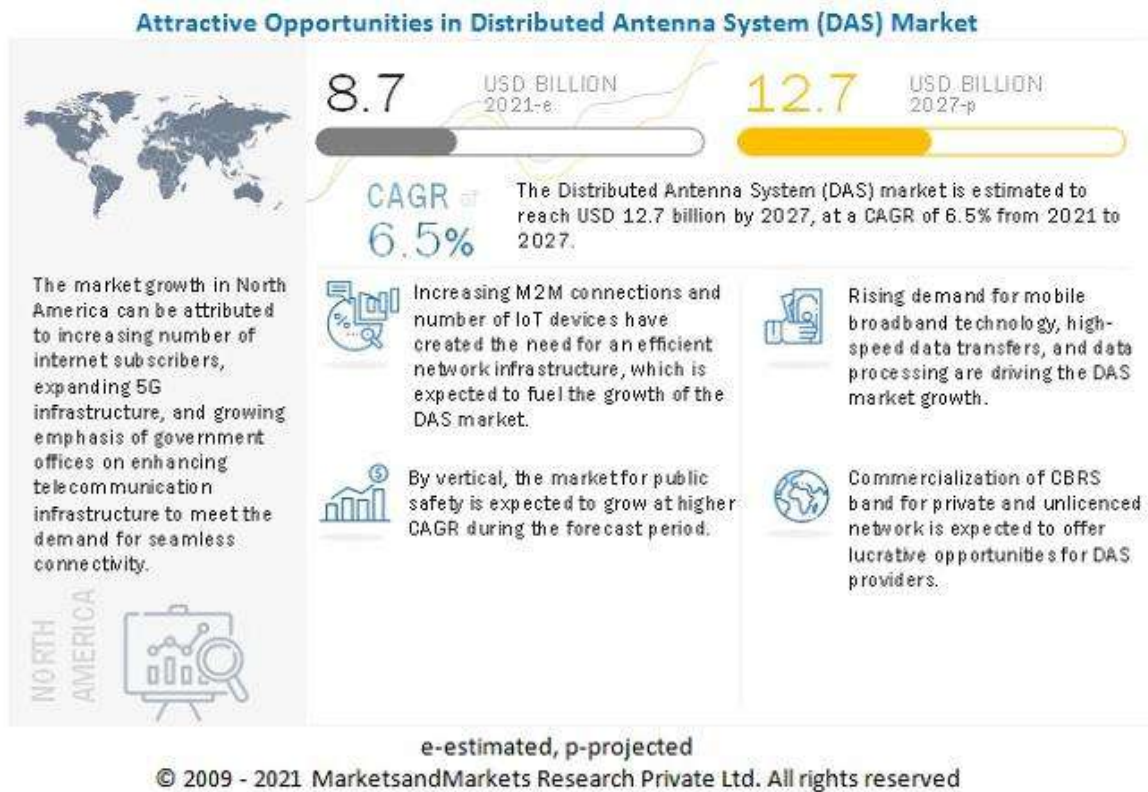 Attractive Opportunities in Distributed Antenna System (DAS) Market
8.7
USD BILLION
2021-e
12.7
USD BILLION
2027-p
CAGR of
6.5%
The Distributed Antenna System (DAS) market is estimated to
reach USD 12.7 billion by 2027, at a CAGR of 6.5% from 2021 to
2027.
The market growth in North
America can be attributed
to increasing number of
internet subscribers,
expanding 5G
infrastructure, and growing
emphasis of government
offices on enhancing
telecommunication
infrastructure to meet the
demand for seamless
connectivity.
NORTH
AMERICA
Increasing M2M connections and
number of IoT devices have
created the need for an efficient
network infrastructure, which is
expected to fuel the growth of the
DAS market.
Rising demand for mobile
broadband technology, high-
speed data transfers, and data
processing are driving the DAS
market growth.
By vertical, the market for public
safety is expected to grow at higher
CAGR during the forecast period.
Commercialization of CBRS
band for private and unlicenced
network is expected to offer
lucrative opportunities for DAS
providers.
e-estimated, p-projected
© 2009 - 2021 MarketsandMarkets Research Private Ltd. All rights reserved